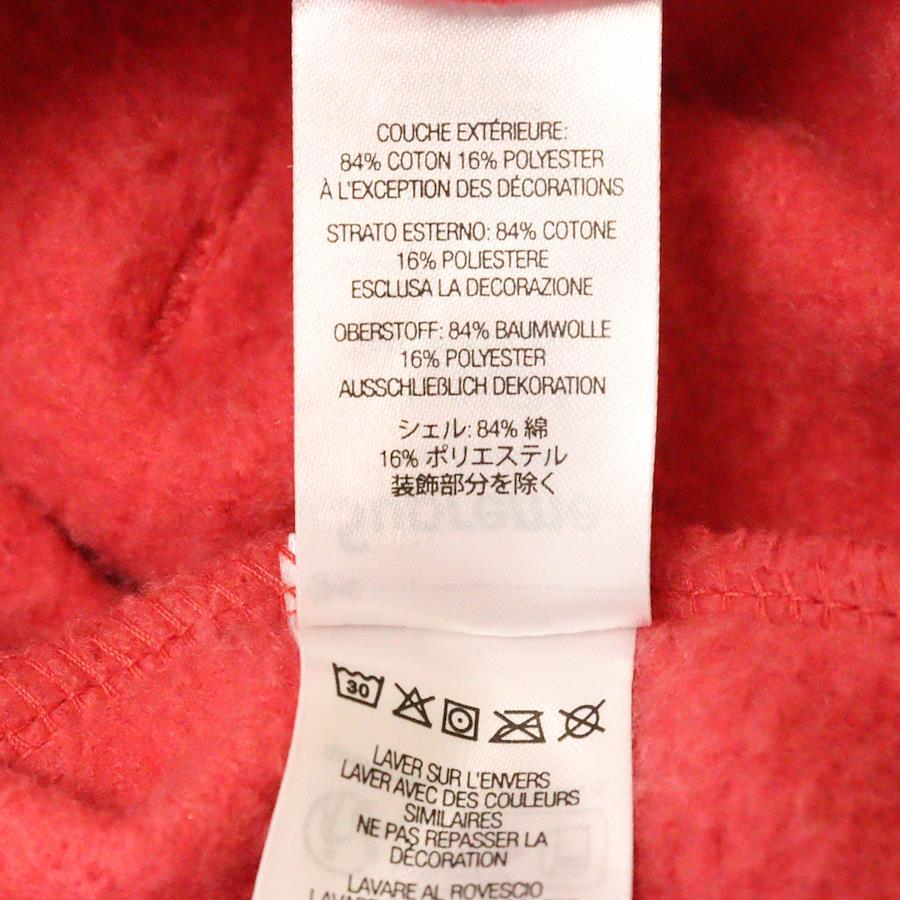 COUCHE EXTÉRIEURE:
84% COTON 16% POLYESTER
À L'EXCEPTION DES DÉCORATIONS
STRATO ESTERNO: 84% COTONE
16% POLIESTERE
ESCLUSA LA DECORAZIONE
OBERSTOFF: 84% BAUMWOLLE
16% POLYESTER
AUSSCHLIEßLICH DEKORATION
シェル: 84% 綿
16% ポリエステル
装飾部分を除く
Supreme
30
LAVER SUR L'ENVERS
LAVER AVEC DES COULEURS
SIMILAIRES
NE PAS REPASSER LA
DÉCORATION
LAVARE AL ROVESCIO